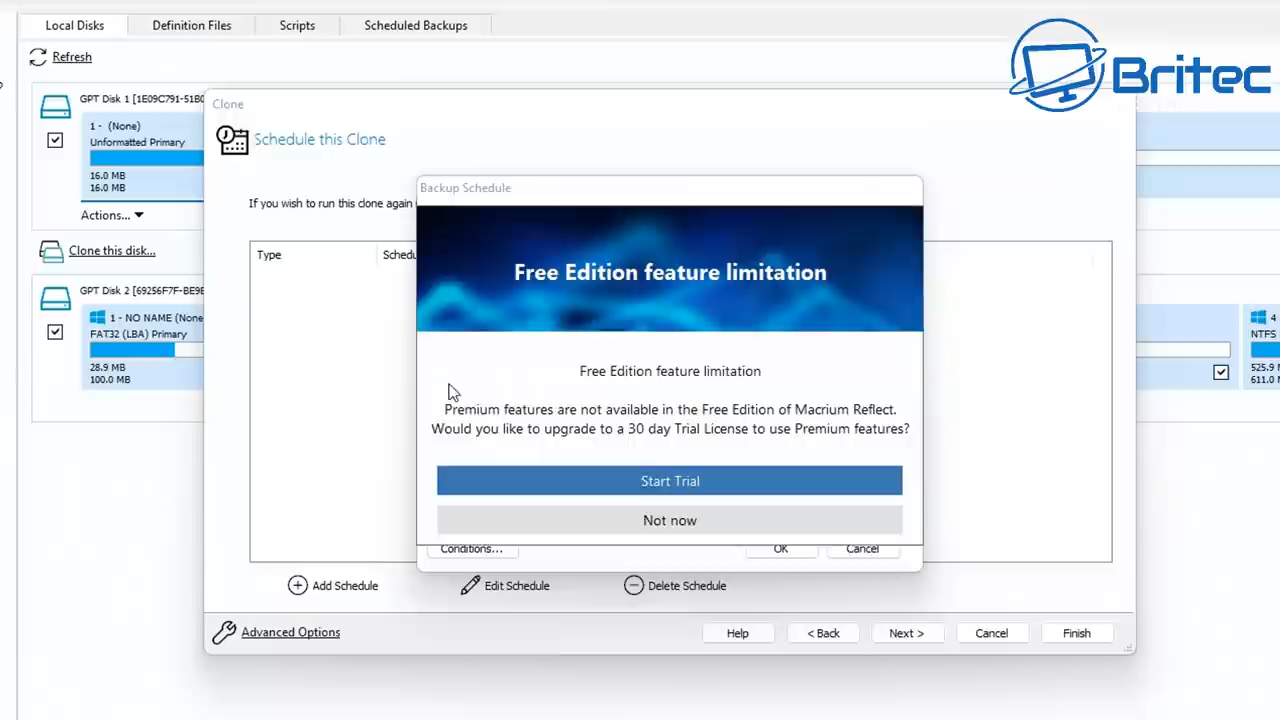 Local Disks
Definition Files
Scripts
Scheduled Backups
Britec
Refresh
GPT Disk 1 [1E09C791-51B0
1 - (None)
Unformatted Primary
16.0 MB
16.0 MB
Actions...
Clone this disk...
GPT Disk 2 [69256F7F-BE9E
1 - NO NAME (None
FAT32 (LBA) Primary
28.9 MB
100.0 MB
4
NTFS
525.9
611.0
Clone
Schedule this Clone
If you wish to run this clone again
Type
Schedu
Backup Schedule
Free Edition feature limitation
Free Edition feature limitation
Premium features are not available in the Free Edition of Macrium Reflect.
Would you like to upgrade to a 30 day Trial License to use Premium features?
Start Trial
Not now
Conditions...
OK
Cancel
Add Schedule
Edit Schedule
Delete Schedule
Advanced Options
Help
< Back
Next >
Cancel
Finish